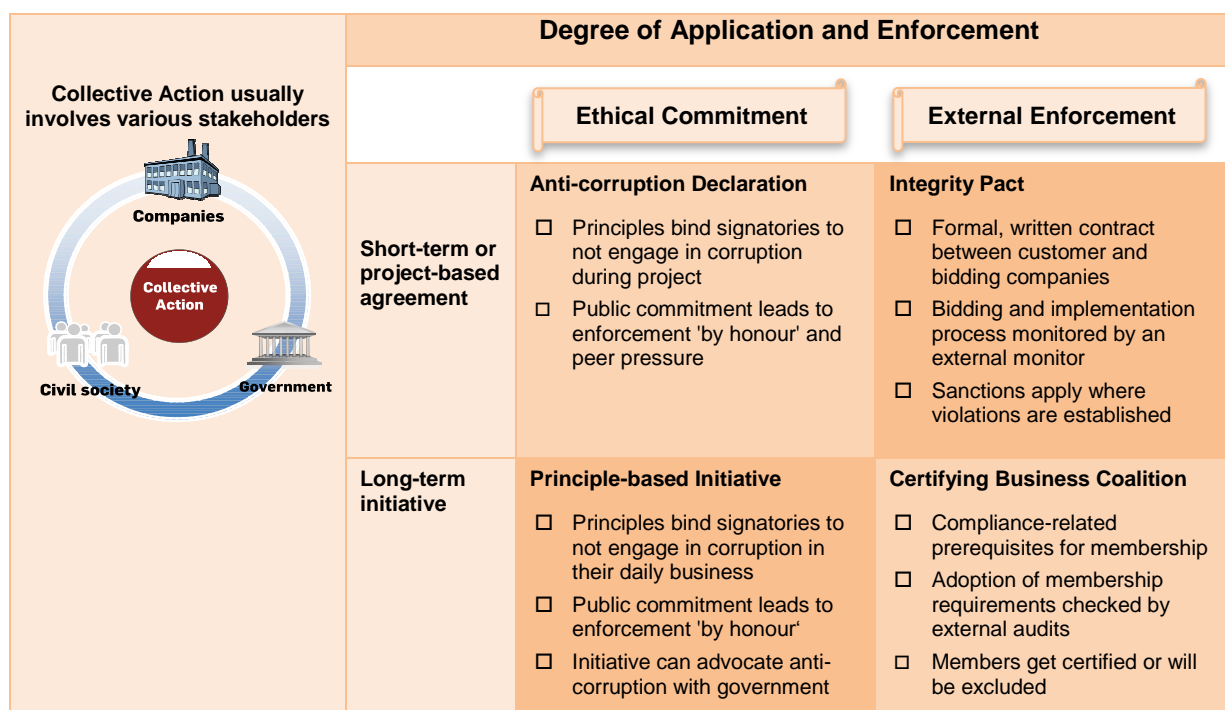 Degree of Application and Enforcement
Collective Action usually
involves various stakeholders
Companies
Collective
Action
Civil society
Government
Ethical Commitment
External Enforcement
Short-term or
project-based
agreement
Anti-corruption Declaration
☐ Principles bind signatories to
not engage in corruption
during project
☐ Public commitment leads to
enforcement 'by honour' and
peer pressure
Integrity Pact
☐ Formal, written contract
between customer and
bidding companies
☐ Bidding and implementation
process monitored by an
external monitor
☐ Sanctions apply where
violations are established
Long-term
initiative
Principle-based Initiative
☐ Principles bind signatories to
not engage in corruption in
their daily business
☐ Public commitment leads to
enforcement 'by honour‘
☐ Initiative can advocate anti-
corruption with government
Certifying Business Coalition
☐ Compliance-related
prerequisites for membership
☐ Adoption of membership
requirements checked by
external audits
☐ Members get certified or will
be excluded